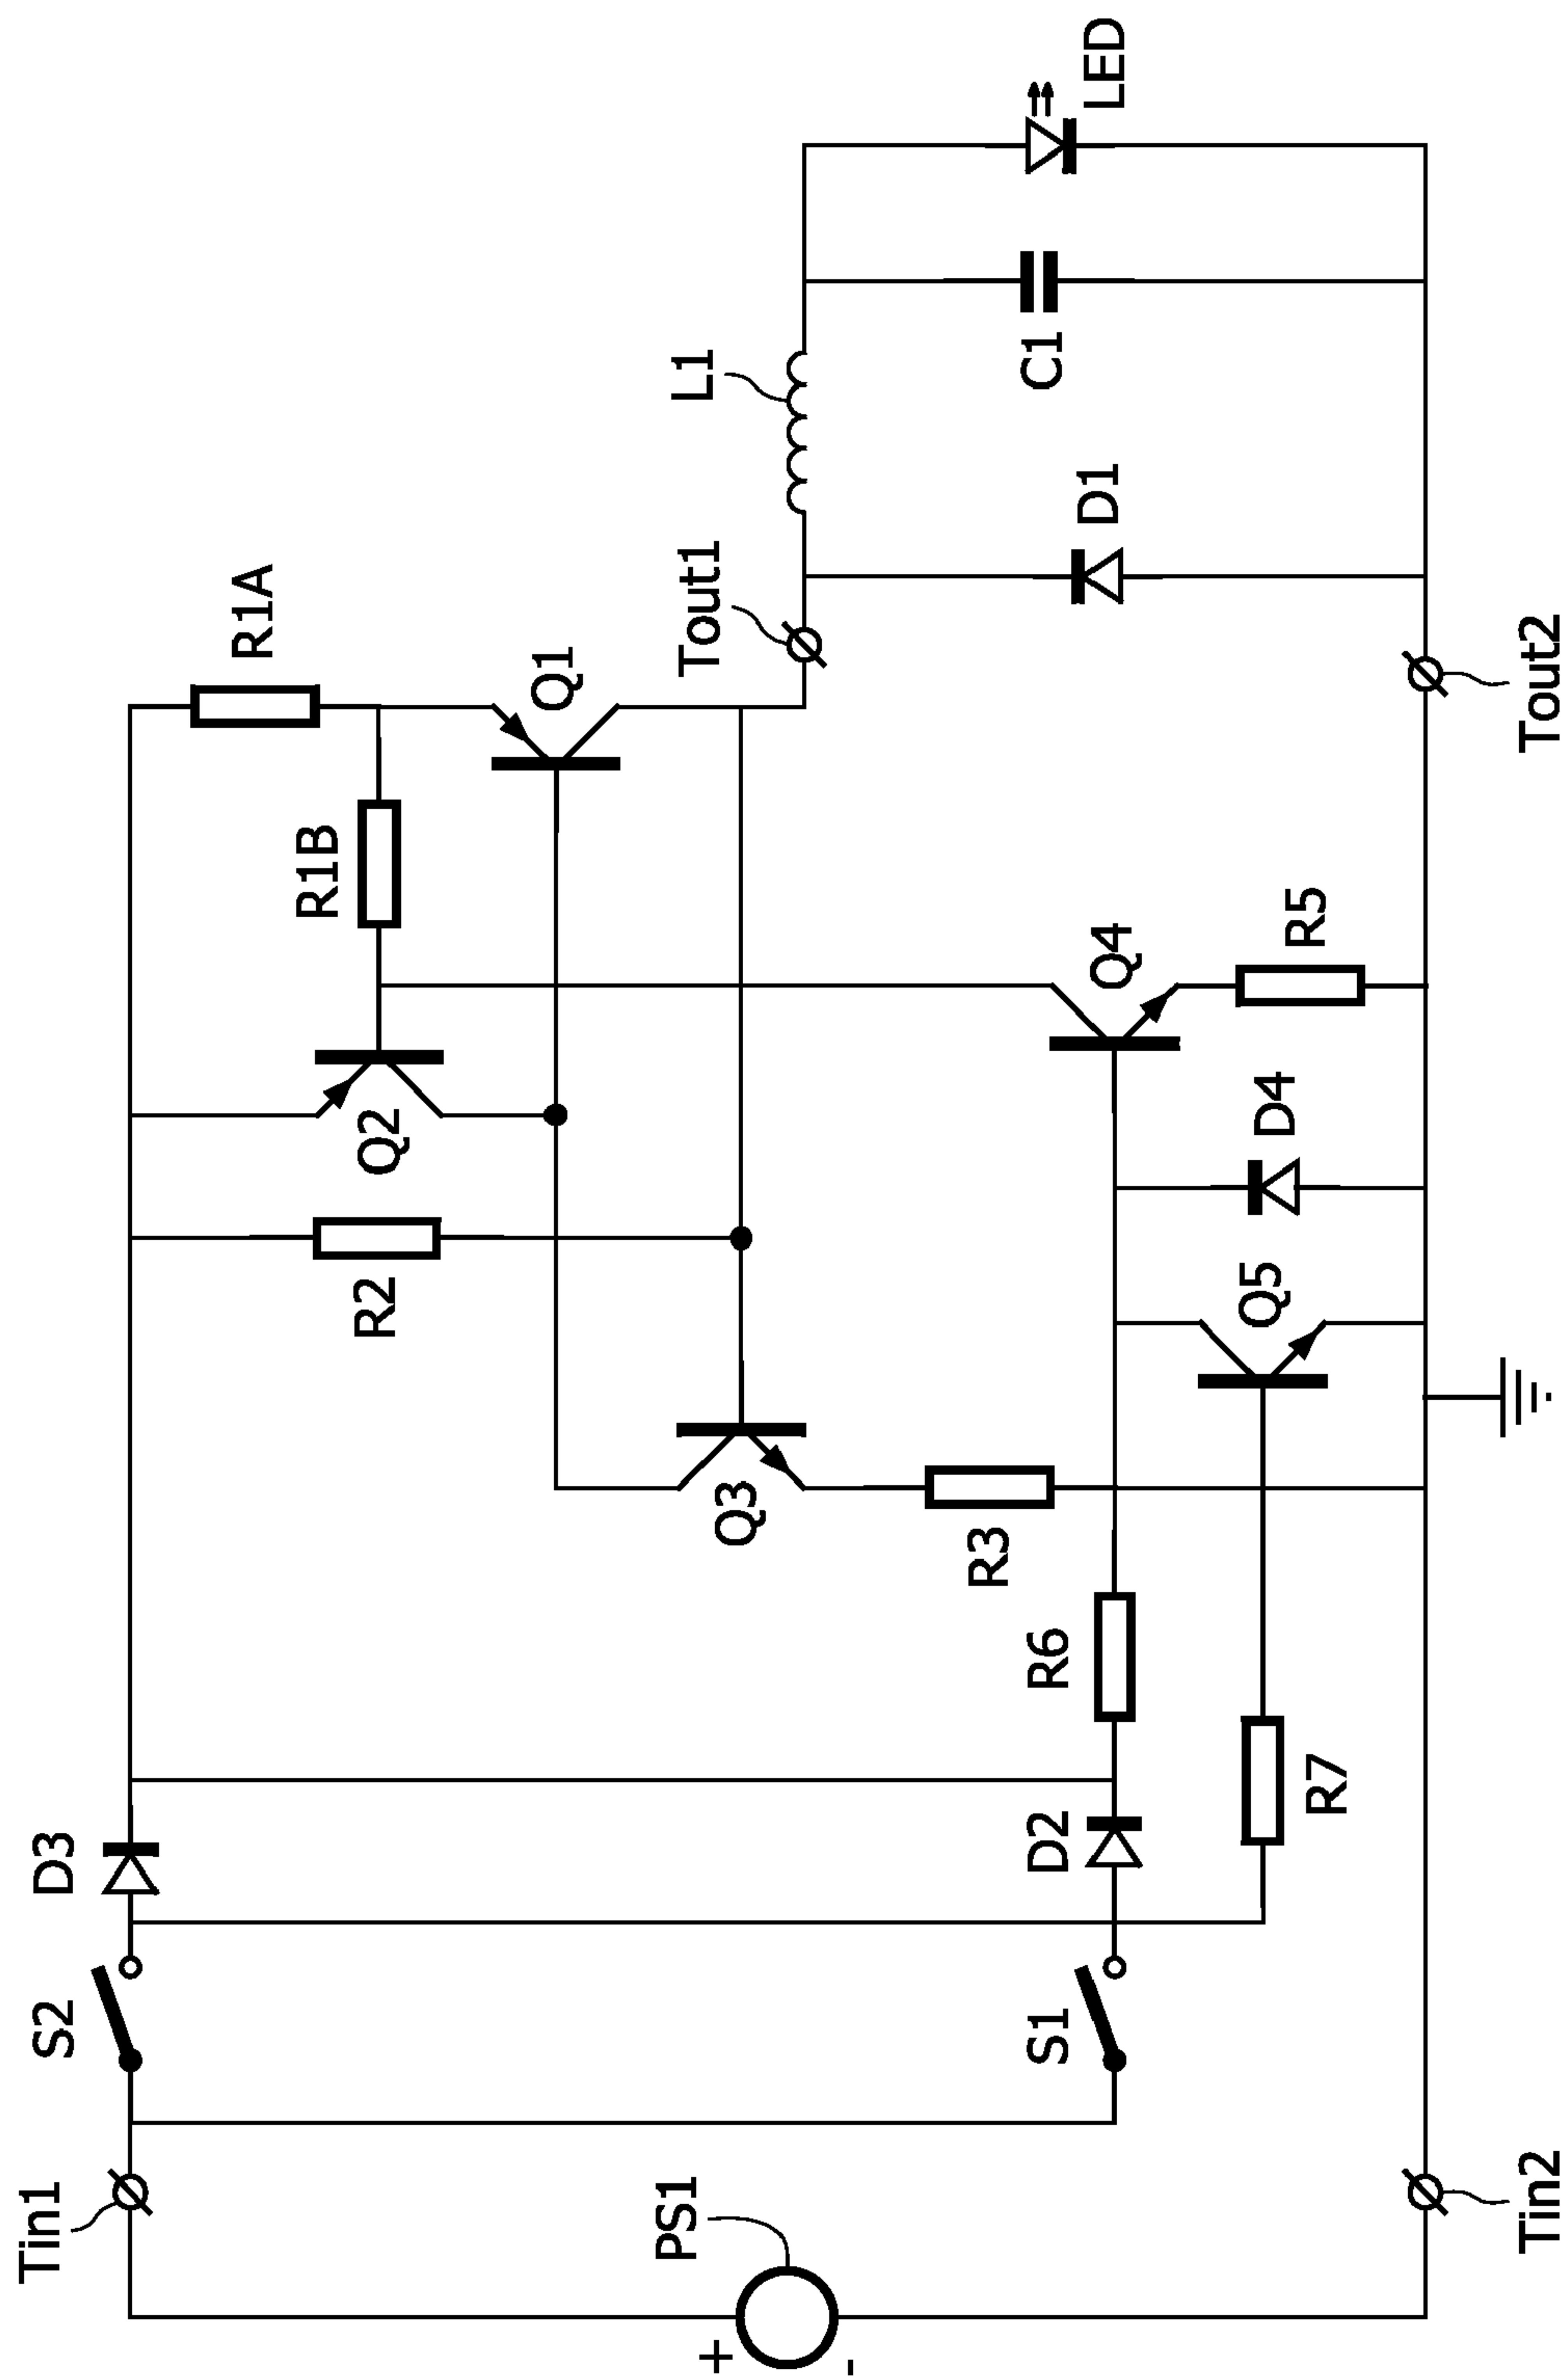 Tin1
S2
D3
R1A
R1B
Q2
R2
Q1
L1
Tout1
PS1
+
-
Q3
R3
S1
D2
R6
Q4
D1
C1
LED
R7
Q5
D4
R5
Tin2
Tout2